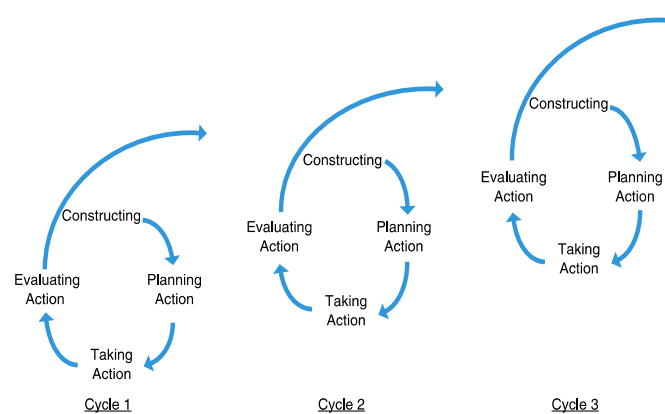 Constructing
Planning
Action
Taking
Action
Evaluating
Action
Cycle 1
Constructing
Planning
Action
Taking
Action
Evaluating
Action
Cycle 2
Constructing
Planning
Action
Taking
Action
Evaluating
Action
Cycle 3